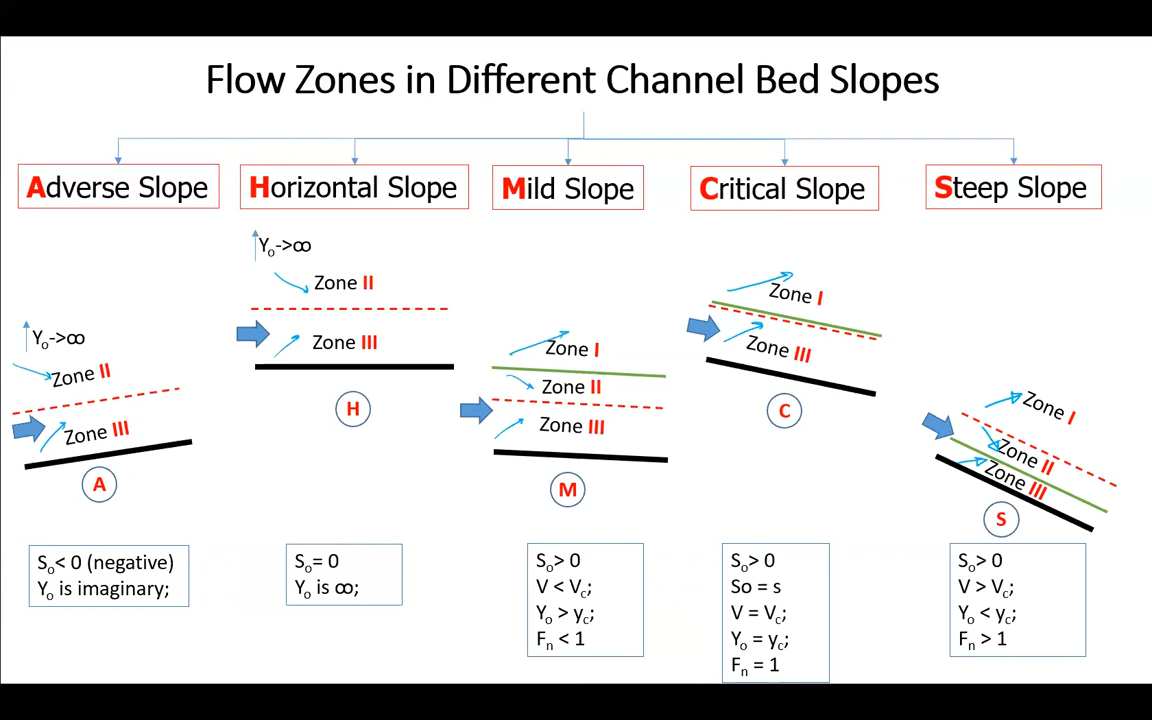 Flow Zones in Different Channel Bed Slopes
Adverse Slope
Horizontal Slope
Mild Slope
Critical Slope
Steep Slope
Yo->∞
Zone II
Zone III
A
So< 0 (negative)
Yo is imaginary;
Yo->∞
Zone II
Zone III
H
So= 0
Yo is ∞;
Zone I
Zone II
Zone III
M
So> 0
V < Vc;
Yo > yc;
Fn < 1
Zone I
Zone III
C
So> 0
So = s
V = Vc;
Yo = yc;
Fn = 1
Zone I
Zone II
Zone III
S
So> 0
V > Vc;
Yo < yc;
Fn > 1